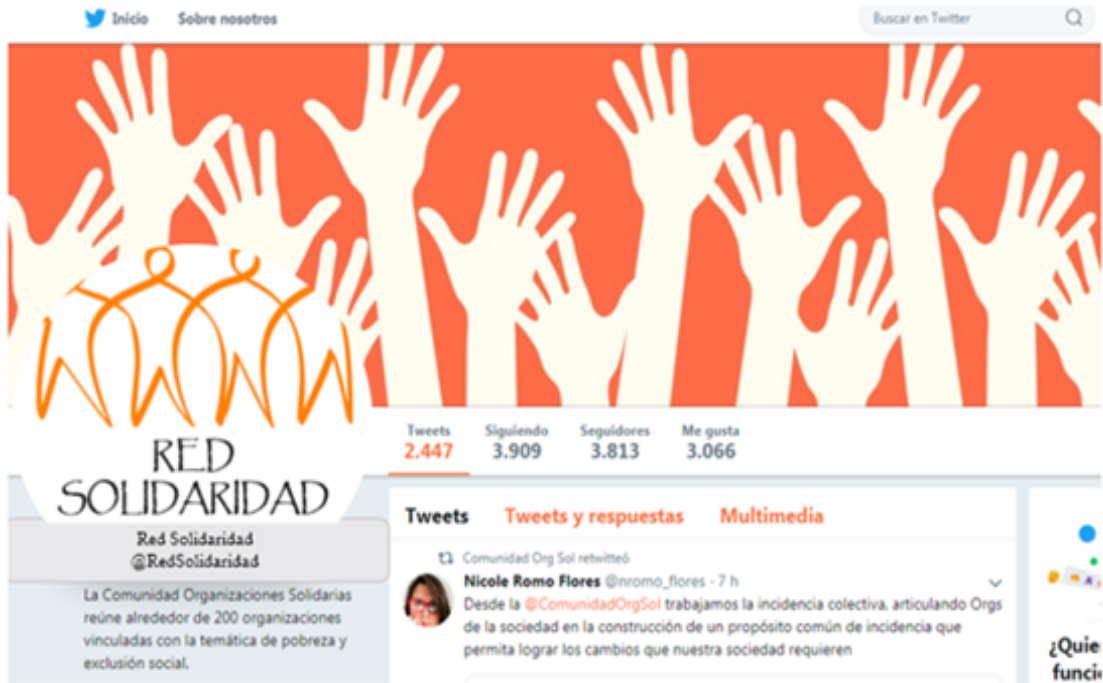 Inicio Sobre nosotros Buscar en Twitter
RED
SOLIDARIDAD
Red Solidaridad
@RedSolidaridad
La Comunidad Organizaciones Solidarias
reúne alrededor de 200 organizaciones
vinculadas con la temática de pobreza y
exclusión social.
Tweets Siguiendo Seguidores Me gusta
2.447 3.909 3.813 3.066
Tweets Tweets y respuestas Multimedia
Comunidad Org Sol retwitteó
Nicole Romo Flores @nromo_flores · 7 h
Desde la @ComunidadOrgSol trabajamos la incidencia colectiva, articulando Orgs
de la sociedad en la construcción de un propósito común de incidencia que
permita lograr los cambios que nuestra sociedad requieren
¿Quie
funci